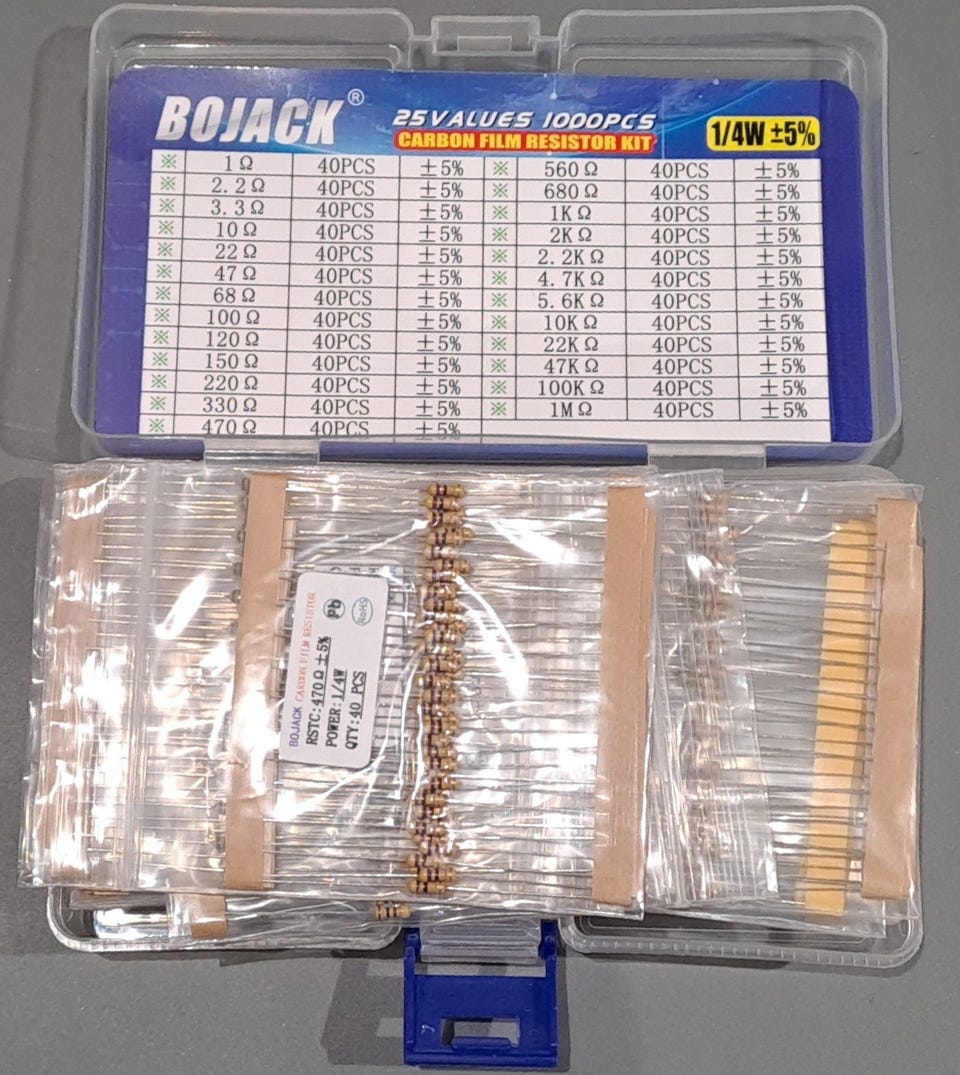 BOJACK ®
25 VALUES 1000PCS
CARBON FILM RESISTOR KIT
1/4W ±5%
※ 1Ω 40PCS ±5% ※ 560Ω 40PCS ±5%
※ 2.2Ω 40PCS ±5% ※ 680Ω 40PCS ±5%
※ 3.3Ω 40PCS ±5% ※ 1KΩ 40PCS ±5%
※ 10Ω 40PCS ±5% ※ 2KΩ 40PCS ±5%
※ 22Ω 40PCS ±5% ※ 2.2KΩ 40PCS ±5%
※ 47Ω 40PCS ±5% ※ 4.7KΩ 40PCS ±5%
※ 68Ω 40PCS ±5% ※ 5.6KΩ 40PCS ±5%
※ 100Ω 40PCS ±5% ※ 10KΩ 40PCS ±5%
※ 120Ω 40PCS ±5% ※ 22KΩ 40PCS ±5%
※ 150Ω 40PCS ±5% ※ 47KΩ 40PCS ±5%
※ 220Ω 40PCS ±5% ※ 100KΩ 40PCS ±5%
※ 330Ω 40PCS ±5% ※ 1MΩ 40PCS ±5%
※ 470Ω 40PCS ±5%
BOJACK CARBON FILM RESISTOR
RSTC:470Ω ±5%
POWER:1/4W
QTY:40 PCS
Pb
RoHS